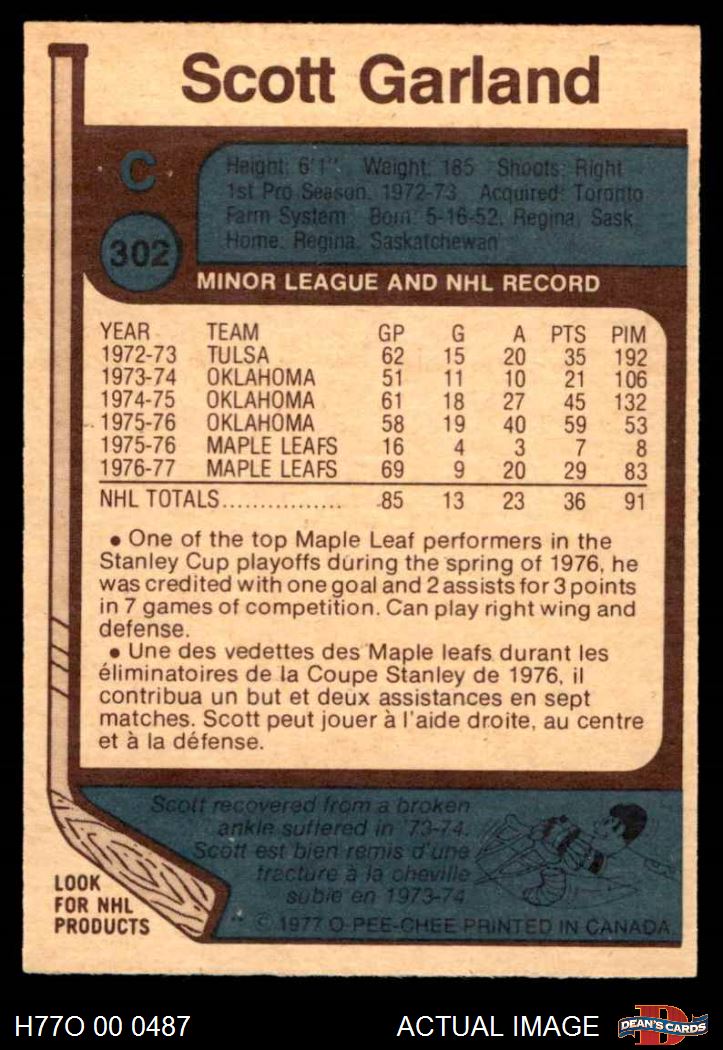 Scott Garland
C
Height: 6'1". Weight: 185 Shoots: Right
1st Pro Season: 1972-73 Acquired: Toronto
Farm System Born: 5-16-52, Regina, Sask.
Home: Regina, Saskatchewan
302
MINOR LEAGUE AND NHL RECORD
YEAR TEAM GP G A PTS PIM
1972-73 TULSA 62 15 20 35 192
1973-74 OKLAHOMA 51 11 10 21 106
1974-75 OKLAHOMA 61 18 27 45 132
1975-76 OKLAHOMA 58 19 40 59 53
1975-76 MAPLE LEAFS 16 4 3 7 8
1976-77 MAPLE LEAFS 69 9 20 29 83
NHL TOTALS................. 85 13 23 36 91
• One of the top Maple Leaf performers in the
Stanley Cup playoffs during the spring of 1976, he
was credited with one goal and 2 assists for 3 points
in 7 games of competition. Can play right wing and
defense.
• Une des vedettes des Maple leafs durant les
éliminatoires de la Coupe Stanley de 1976, il
contribua un but et deux assistances en sept
matches. Scott peut jouer à l'aide droite, au centre
et à la défense.
Scott recovered from a broken
ankle suffered in '73-74.
Scott est bien remis d'une
fracture à la cheville
subie en 1973-74
LOOK
FOR NHL
PRODUCTS
© 1977 O-PEE-CHEE PRINTED IN CANADA
H77O 00 0487 ACTUAL IMAGE DEAN'S CARDS